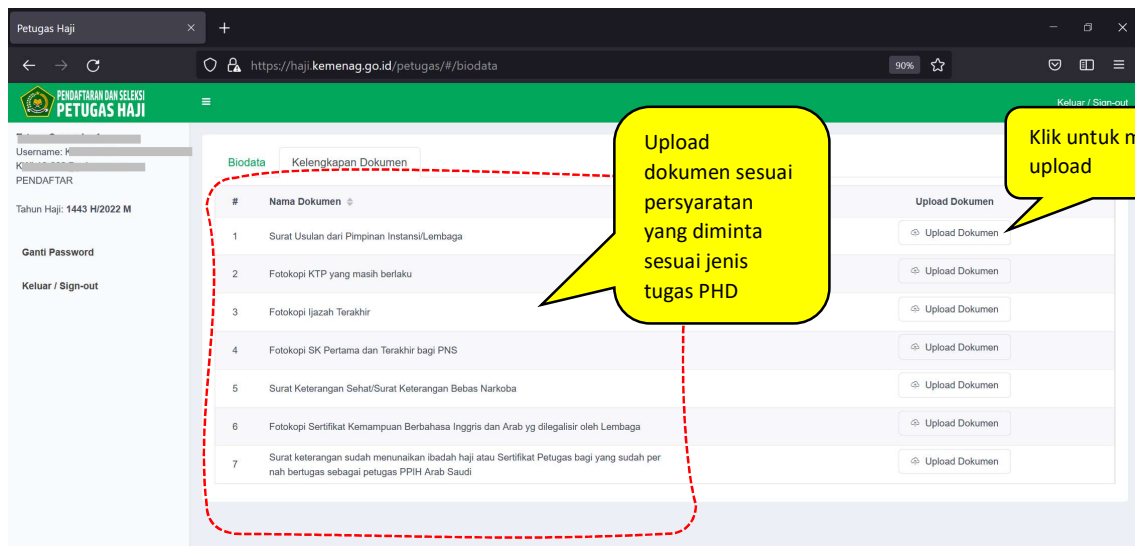 Petugas Haji
https://haji.kemenag.go.id/petugas/#/biodata
90%
PENDAFTARAN DAN SELEKSI
PETUGAS HAJI
Keluar / Sign-out
Username:
PENDAFTAR
Tahun Haji: 1443 H/2022 M
Ganti Password
Keluar / Sign-out
Biodata
Kelengkapan Dokumen
# Nama Dokumen Upload Dokumen
1 Surat Usulan dari Pimpinan Instansi/Lembaga Upload Dokumen
2 Fotokopi KTP yang masih berlaku Upload Dokumen
3 Fotokopi Ijazah Terakhir Upload Dokumen
4 Fotokopi SK Pertama dan Terakhir bagi PNS Upload Dokumen
5 Surat Keterangan Sehat/Surat Keterangan Bebas Narkoba Upload Dokumen
6 Fotokopi Sertifikat Kemampuan Berbahasa Inggris dan Arab yg dilegalisir oleh Lembaga Upload Dokumen
7 Surat keterangan sudah menunaikan ibadah haji atau Sertifikat Petugas bagi yang sudah per
nah bertugas sebagai petugas PPIH Arab Saudi Upload Dokumen
Upload
dokumen sesuai
persyaratan
yang diminta
sesuai jenis
tugas PHD
Klik untuk
upload